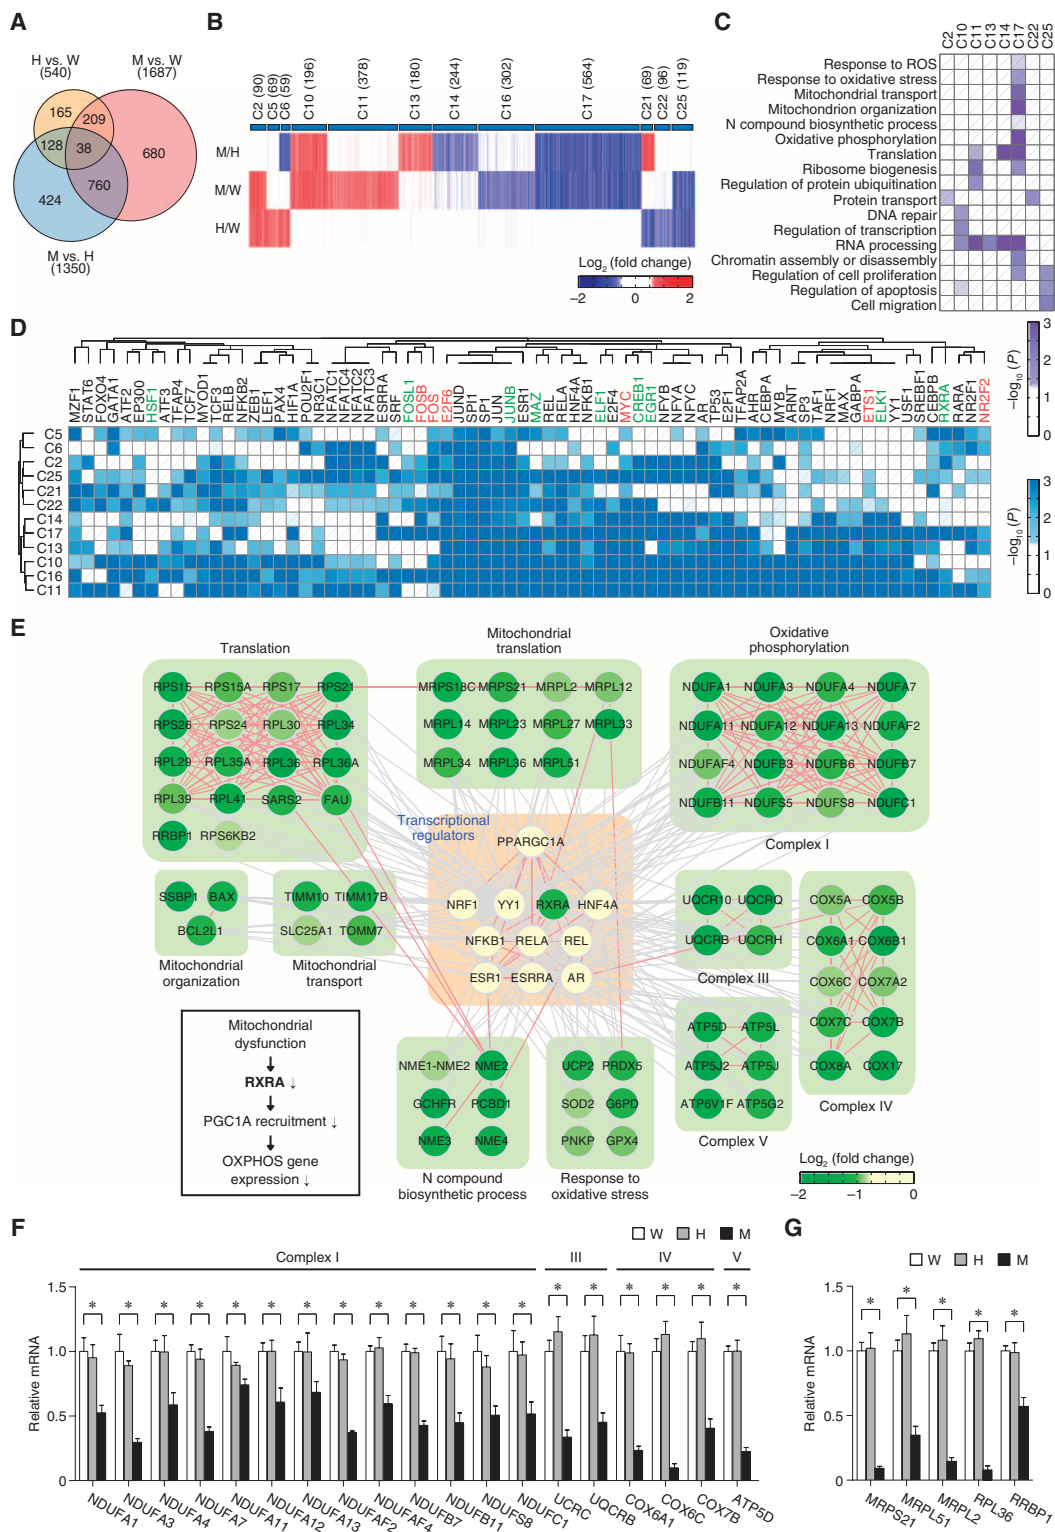 A
H vs. W
(540)
M vs. W
(1687)
165
209
128
38
680
760
424
M vs. H
(1350)
B
C2 (90)
C5 (69)
C6 (59)
C10 (196)
C11 (378)
C13 (180)
C14 (244)
C16 (302)
C17 (564)
C21 (69)
C22 (96)
C25 (119)
M/H
M/W
H/W
Log2 (fold change)
−2 0 2
C
C2 C10 C11 C13 C14 C17 C22 C25
Response to ROS
Response to oxidative stress
Mitochondrial transport
Mitochondrion organization
N compound biosynthetic process
Oxidative phosphorylation
Translation
Ribosome biogenesis
Regulation of protein ubiquitination
Protein transport
DNA repair
Regulation of transcription
RNA processing
Chromatin assembly or disassembly
Regulation of cell proliferation
Regulation of apoptosis
Cell migration
3
2
1
0
−log10 (P)
D
MZF1 STAT6 FOXO4 GATA1 ATF2 EP300 HSF1 ATF3 TFAP4 TCF7 MYOD1 TCF3 RELB NFKB2 ZEB1 LEF1 PAX4 HIF1A POU2F1 NR3C1 NFATC1 NFATC4 NFATC2 NFATC3 ESRRA SRF FOSL1 FOSB FOS E2F6 JUND SPI1 SP1 JUN JUNB ESR1 MAZ REL RELA HNF4A NFKB1 ELF1 E2F4 MYC CREB1 EGR1 NFYB NFYA NFYC AR TP53 E2F1 TFAP2A AHR CEBPA MYB ARNT SP3 TAF1 NRF1 MAX GABPA ETS1 ELK1 YY1 USF1 SREBF1 CEBPB RXRA RARA NR2F1 NR2F2
C5
C6
C2
C25
C21
C22
C14
C17
C13
C10
C16
C11
3
2
1
0
−log10 (P)
E
Translation
RPS15 RPS15A RPS17 RPS21
RPS26 RPS24 RPL30 RPL34
RPL29 RPL35A RPL36 RPL36A
RPL39 RPL41 SARS2 FAU
RRBP1 RPS6KB2
Mitochondrial
translation
MRPS18C MRPS21 MRPL2 MRPL12
MRPL14 MRPL23 MRPL27 MRPL33
MRPL34 MRPL36 MRPL51
Oxidative
phosphorylation
NDUFA1 NDUFA3 NDUFA4 NDUFA7
NDUFA11 NDUFA12 NDUFA13 NDUFAF2
NDUFAF4 NDUFB3 NDUFB6 NDUFB7
NDUFB11 NDUFS5 NDUFS8 NDUFC1
Complex I
Transcriptional
regulators
PPARGC1A
NRF1 YY1 RXRA HNF4A
NFKB1 RELA REL
ESR1 ESRRA AR
SSBP1 BAX
BCL2L1
Mitochondrial
organization
TIMM10 TIMM17B
SLC25A1 TOMM7
Mitochondrial
transport
UQCR10 UQCRQ
UQCRB UQCRH
Complex III
COX5A COX5B
COX6A1 COX6B1
COX6C COX7A2
COX7C COX7B
COX8A COX17
Complex IV
ATP5D ATP5L
ATP5J2 ATP5J
ATP6V1F ATP5G2
Complex V
Mitochondrial
dysfunction
RXRA ↓
PGC1A recruitment ↓
OXPHOS gene
expression ↓
NME1-NME2 NME2
GCHFR PCBD1
NME3 NME4
N compound
biosynthetic process
UCP2 PRDX5
SOD2 G6PD
PNKP GPX4
Response to
oxidative stress
Log2 (fold change)
−2 −1 0
F
W H M
Complex I III IV V
1.5
1.0
0.5
0
Relative mRNA
* * * * * * * * * * * * * * * * * * *
NDUFA1 NDUFA3 NDUFA4 NDUFA7 NDUFA11 NDUFA12 NDUFA13 NDUFAF2 NDUFAF4 NDUFB7 NDUFB11 NDUFS8 NDUFC1 UCRC UQCRB COX6A1 COX6C COX7B ATP5D
G
W H M
1.5
1.0
0.5
0
Relative mRNA
* * * * *
MRPS21 MRPL51 MRPL2 RPL36 RRBP1